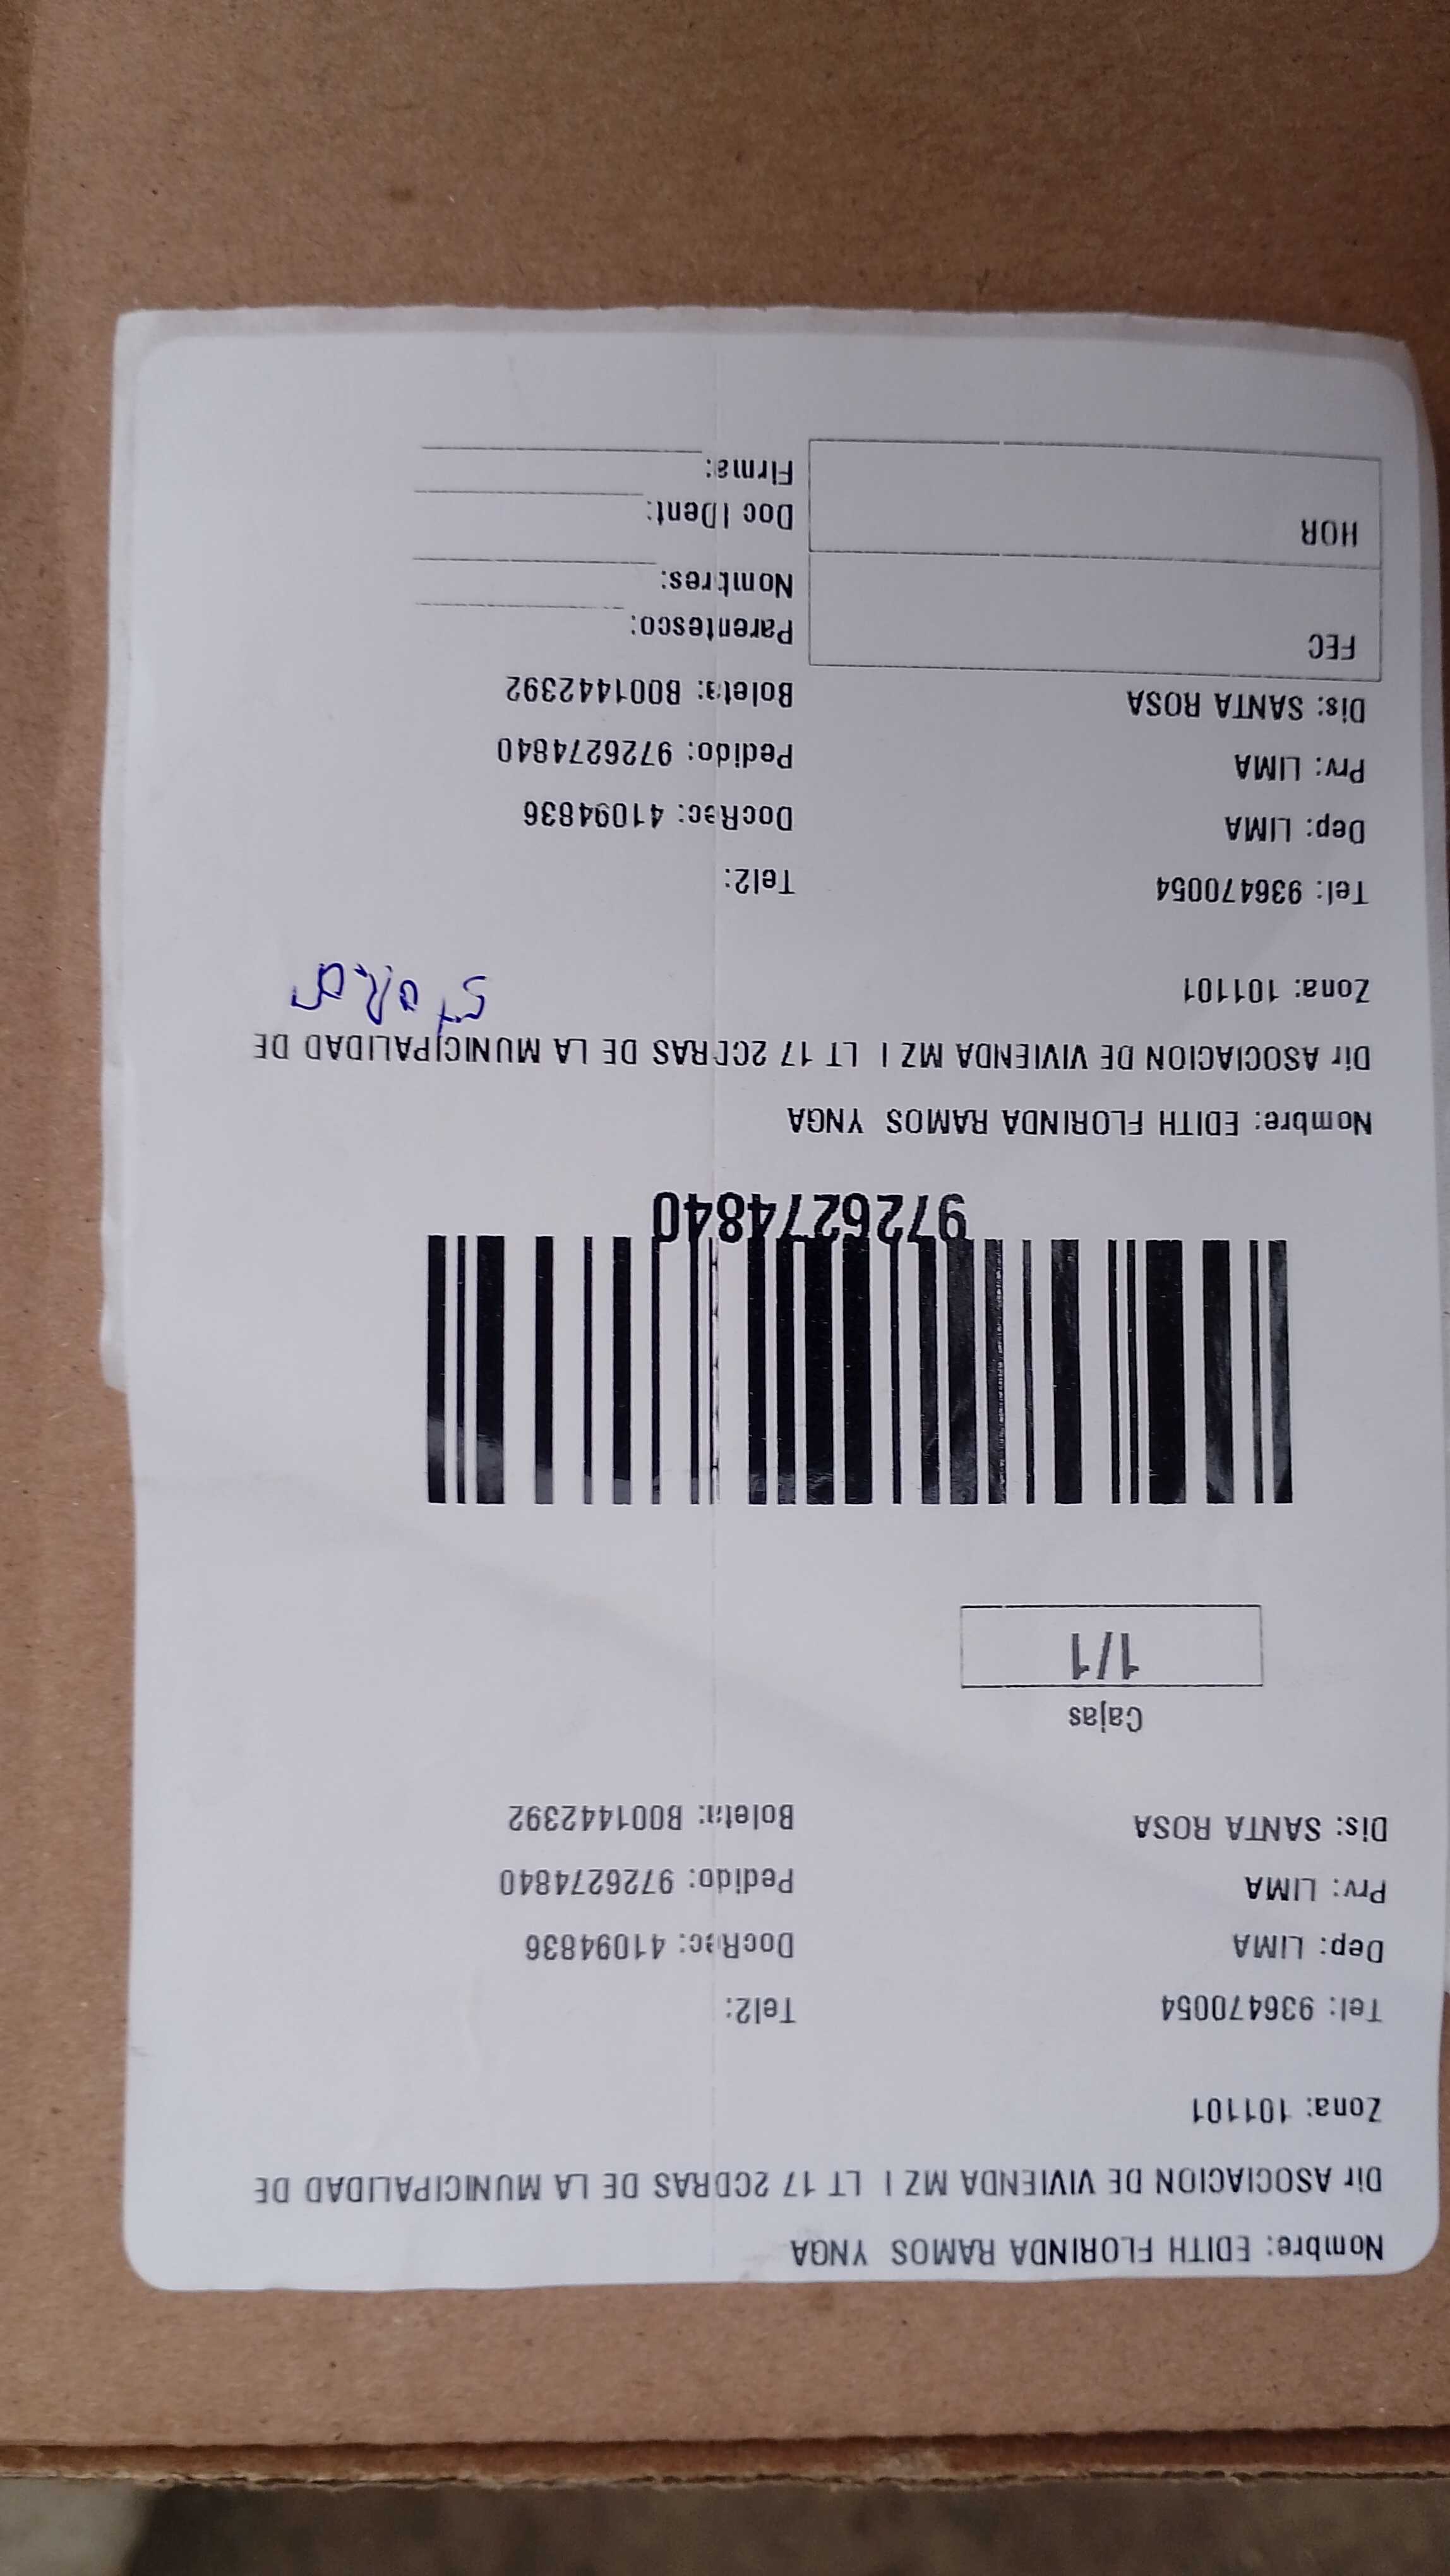 Nombre: EDITH FLORINDA RAMOS YNGA
Dir ASOCIACION DE VIVIENDA MZ I LT 17 2CDRAS DE LA MUNICIPALIDAD DE
Zona: 101101
Tel: 936470054 Tel2:
Dep: LIMA DocRec: 41094836
Prv: LIMA Pedido: 9726274840
Dis: SANTA ROSA Boleta: B001442392
Cajas
1/1
9726274840
Nombre: EDITH FLORINDA RAMOS YNGA
Dir ASOCIACION DE VIVIENDA MZ I LT 17 2CDRAS DE LA MUNICIPALIDAD DE
Zona: 101101
Tel: 936470054 Tel2:
Dep: LIMA DocRec: 41094836
Prv: LIMA Pedido: 9726274840
Dis: SANTA ROSA Boleta: B001442392
FEC Parentesco:
Nombres:
HOR Doc IDent:
Firma: